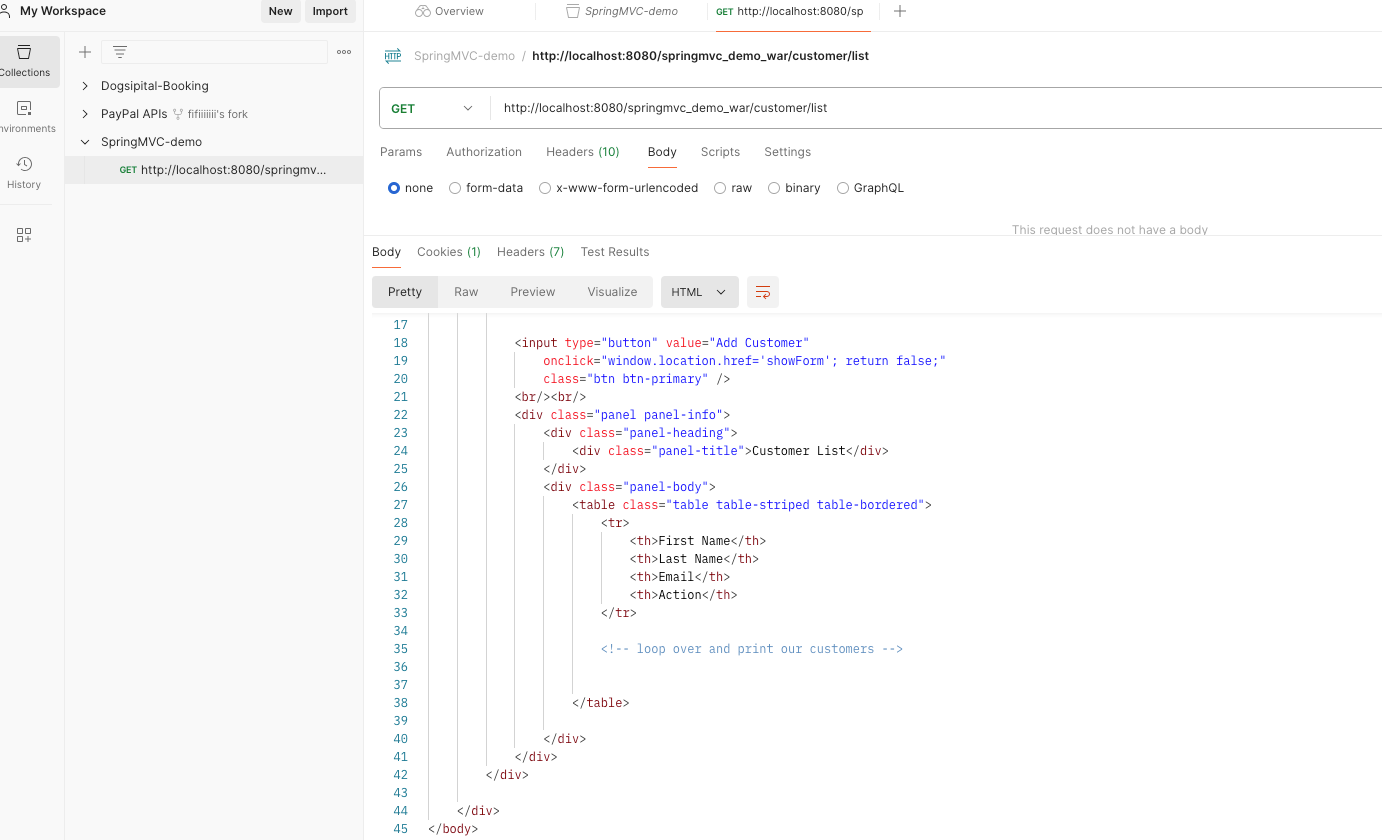 My Workspace New Import
Overview SpringMVC-demo GET http://localhost:8080/sp
Collections
Environments
History
Dogsipital-Booking
PayPal APIs fifiiiiiii's fork
SpringMVC-demo
GET http://localhost:8080/springmv...
HTTP SpringMVC-demo / http://localhost:8080/springmvc_demo_war/customer/list
GET http://localhost:8080/springmvc_demo_war/customer/list
Params Authorization Headers (10) Body Scripts Settings
none form-data x-www-form-urlencoded raw binary GraphQL
This request does not have a body
Body Cookies (1) Headers (7) Test Results
Pretty Raw Preview Visualize HTML
17
18 <input type="button" value="Add Customer"
19 onclick="window.location.href='showForm'; return false;"
20 class="btn btn-primary" />
21 <br/><br/>
22 <div class="panel panel-info">
23 <div class="panel-heading">
24 <div class="panel-title">Customer List</div>
25 </div>
26 <div class="panel-body">
27 <table class="table table-striped table-bordered">
28 <tr>
29 <th>First Name</th>
30 <th>Last Name</th>
31 <th>Email</th>
32 <th>Action</th>
33 </tr>
34
35 <!-- loop over and print our customers -->
36
37
38 </table>
39
40 </div>
41 </div>
42 </div>
43
44 </div>
45 </body>